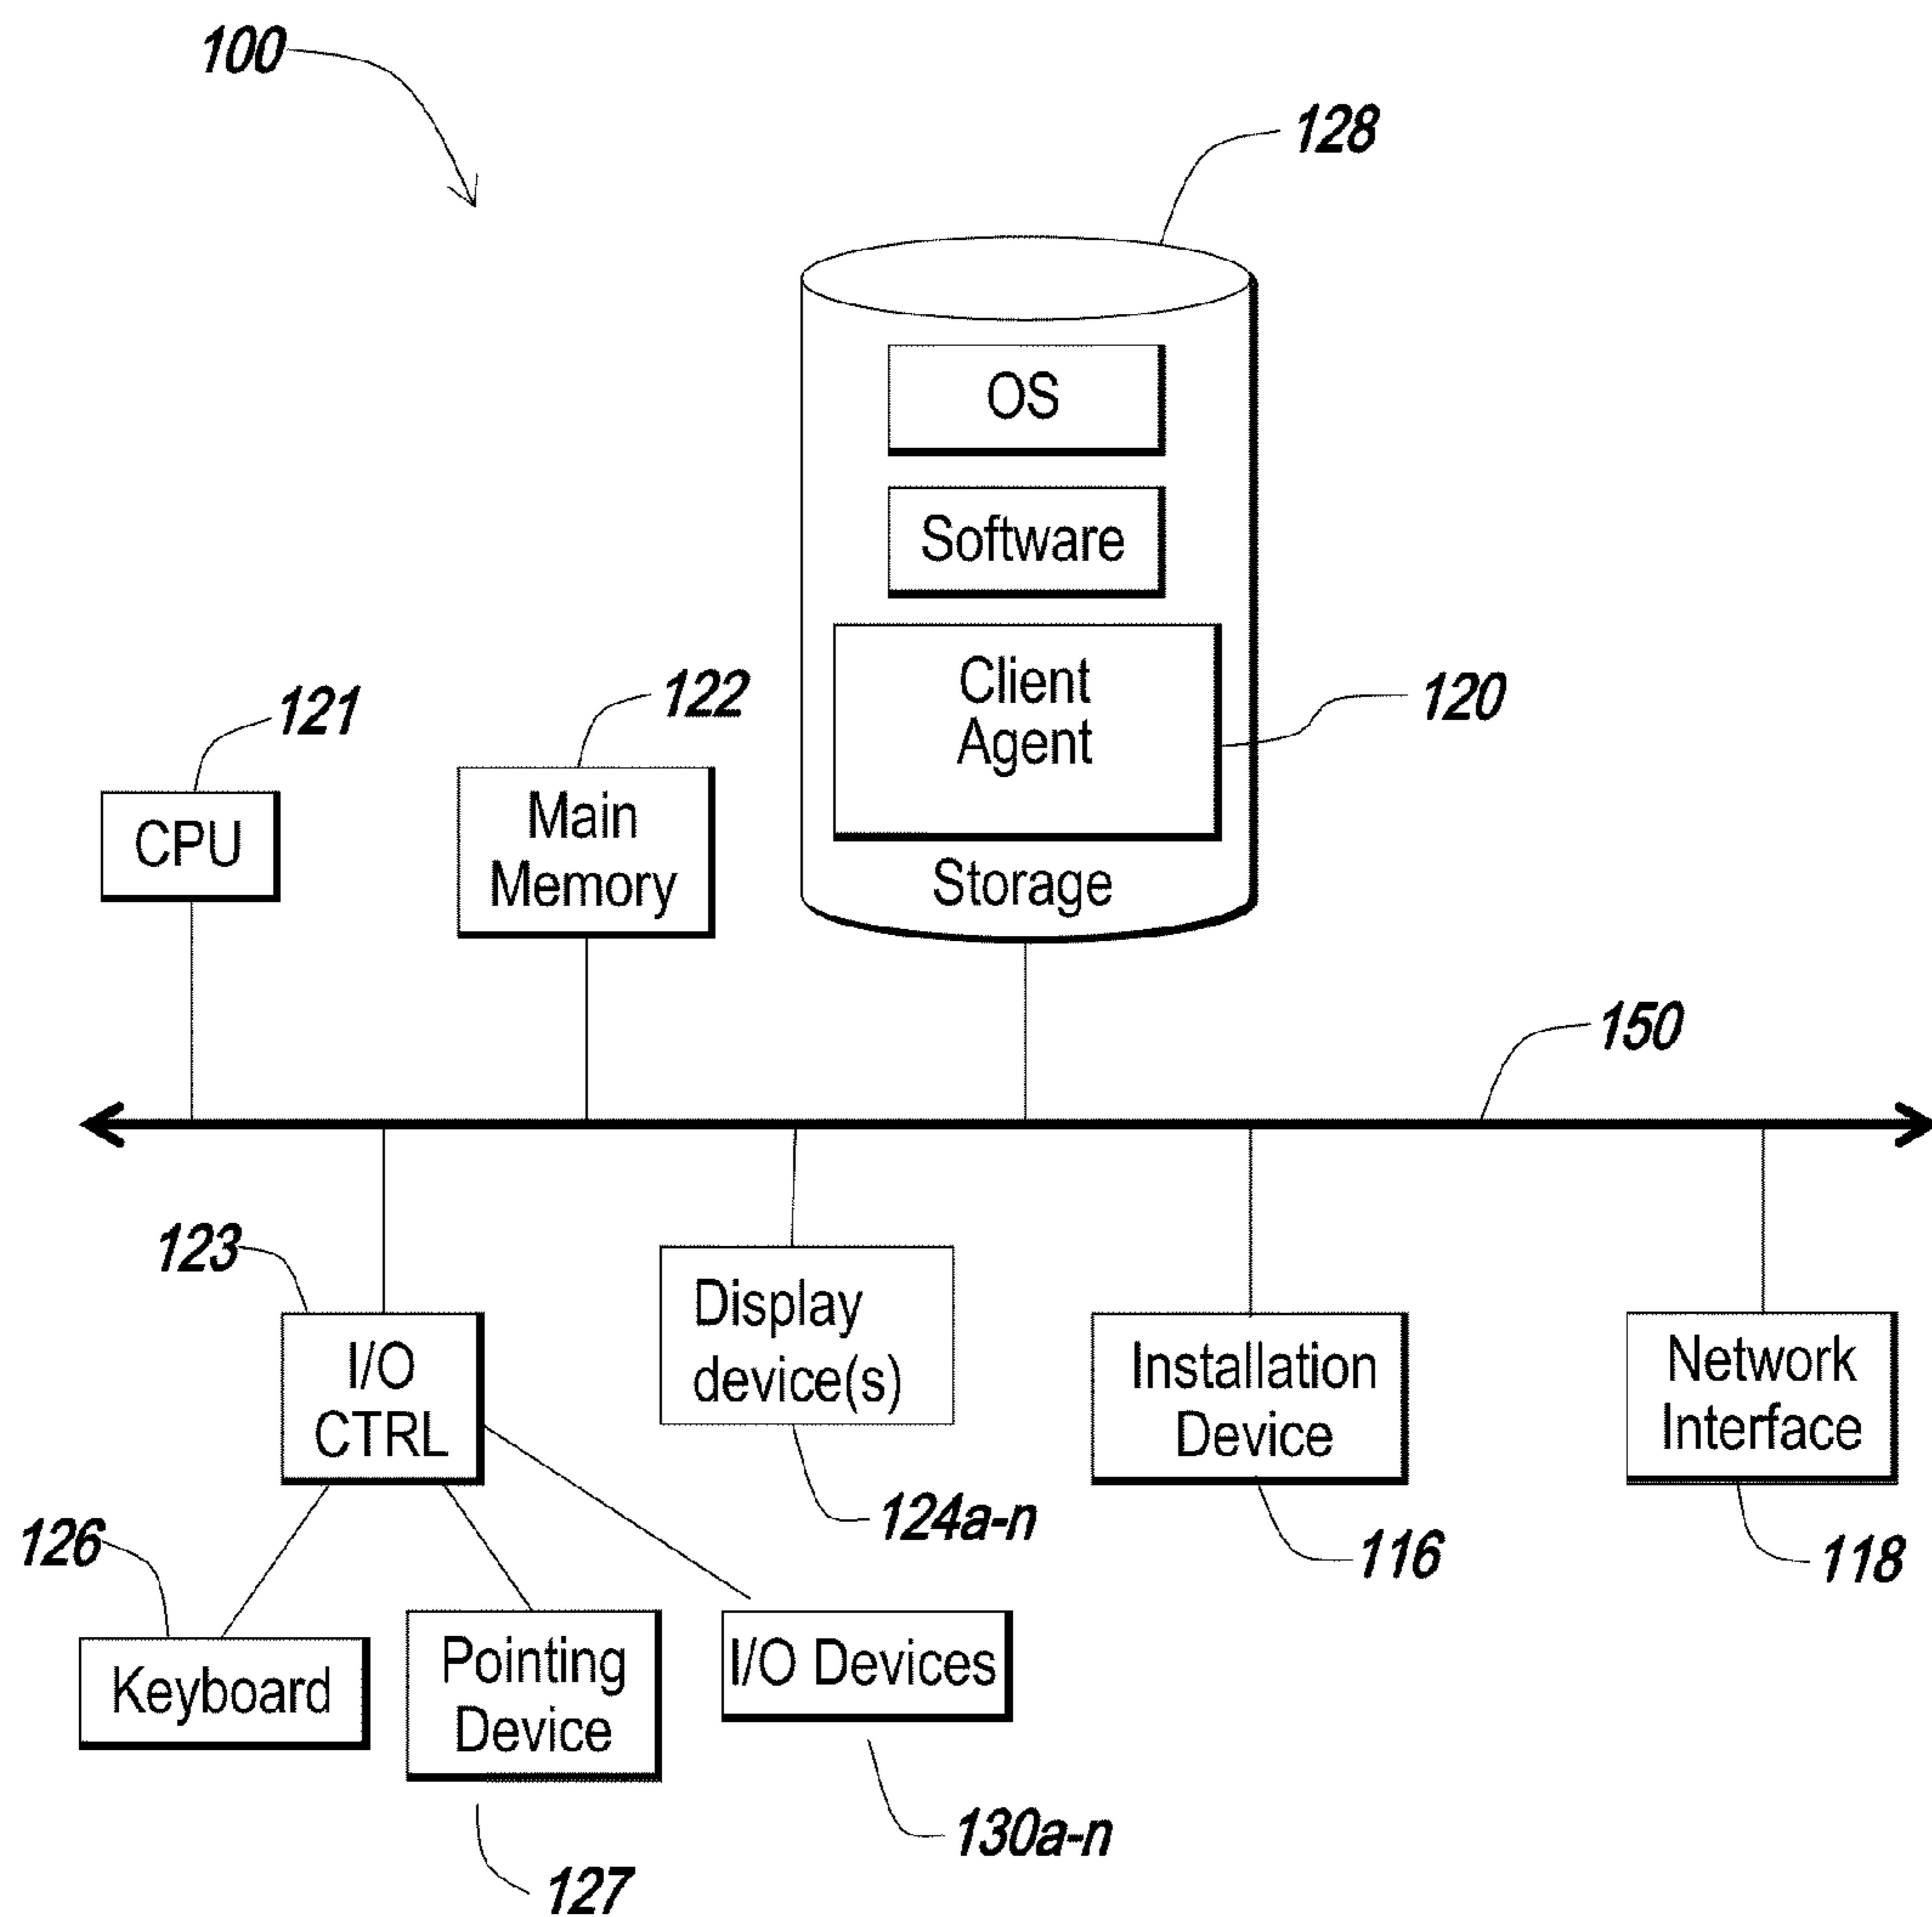 100
128
OS
Software
Client
Agent
120
Storage
121
CPU
122
Main
Memory
150
123
I/O
CTRL
Display
device(s)
124a-n
Installation
Device
116
Network
Interface
118
126
Keyboard
Pointing
Device
127
I/O Devices
130a-n